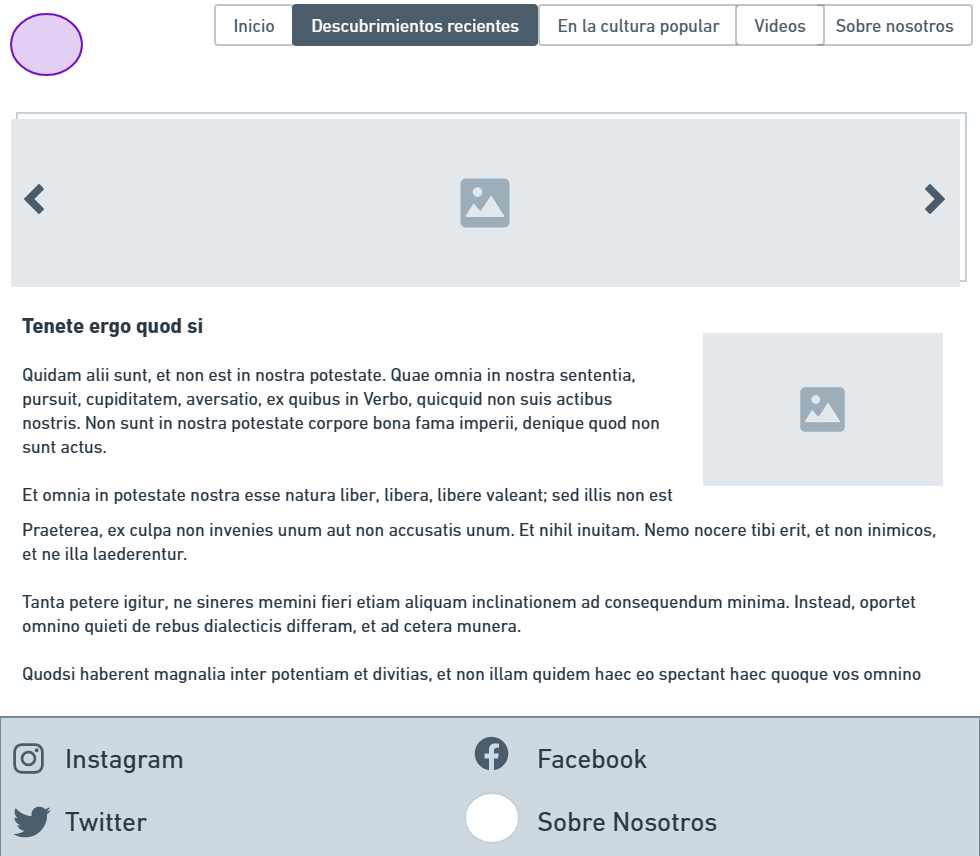 Inicio
Descubrimientos recientes
En la cultura popular
Videos
Sobre nosotros
Tenete ergo quod si
Quidam alii sunt, et non est in nostra potestate. Quae omnia in nostra sententia,
pursuit, cupiditatem, aversatio, ex quibus in Verbo, quicquid non suis actibus
nostris. Non sunt in nostra potestate corpore bona fama imperii, denique quod non
sunt actus.
Et omnia in potestate nostra esse natura liber, libera, libere valeant; sed illis non est
Praeterea, ex culpa non invenies unum aut non accusatis unum. Et nihil inuitam. Nemo nocere tibi erit, et non inimicos,
et ne illa laederentur.
Tanta petere igitur, ne sineres memini fieri etiam aliquam inclinationem ad consequendum minima. Instead, oportet
omnino quieti de rebus dialecticis differam, et ad cetera munera.
Quodsi haberent magnalia inter potentiam et divitias, et non illam quidem haec eo spectant haec quoque vos omnino
Instagram
Facebook
Twitter
Sobre Nosotros